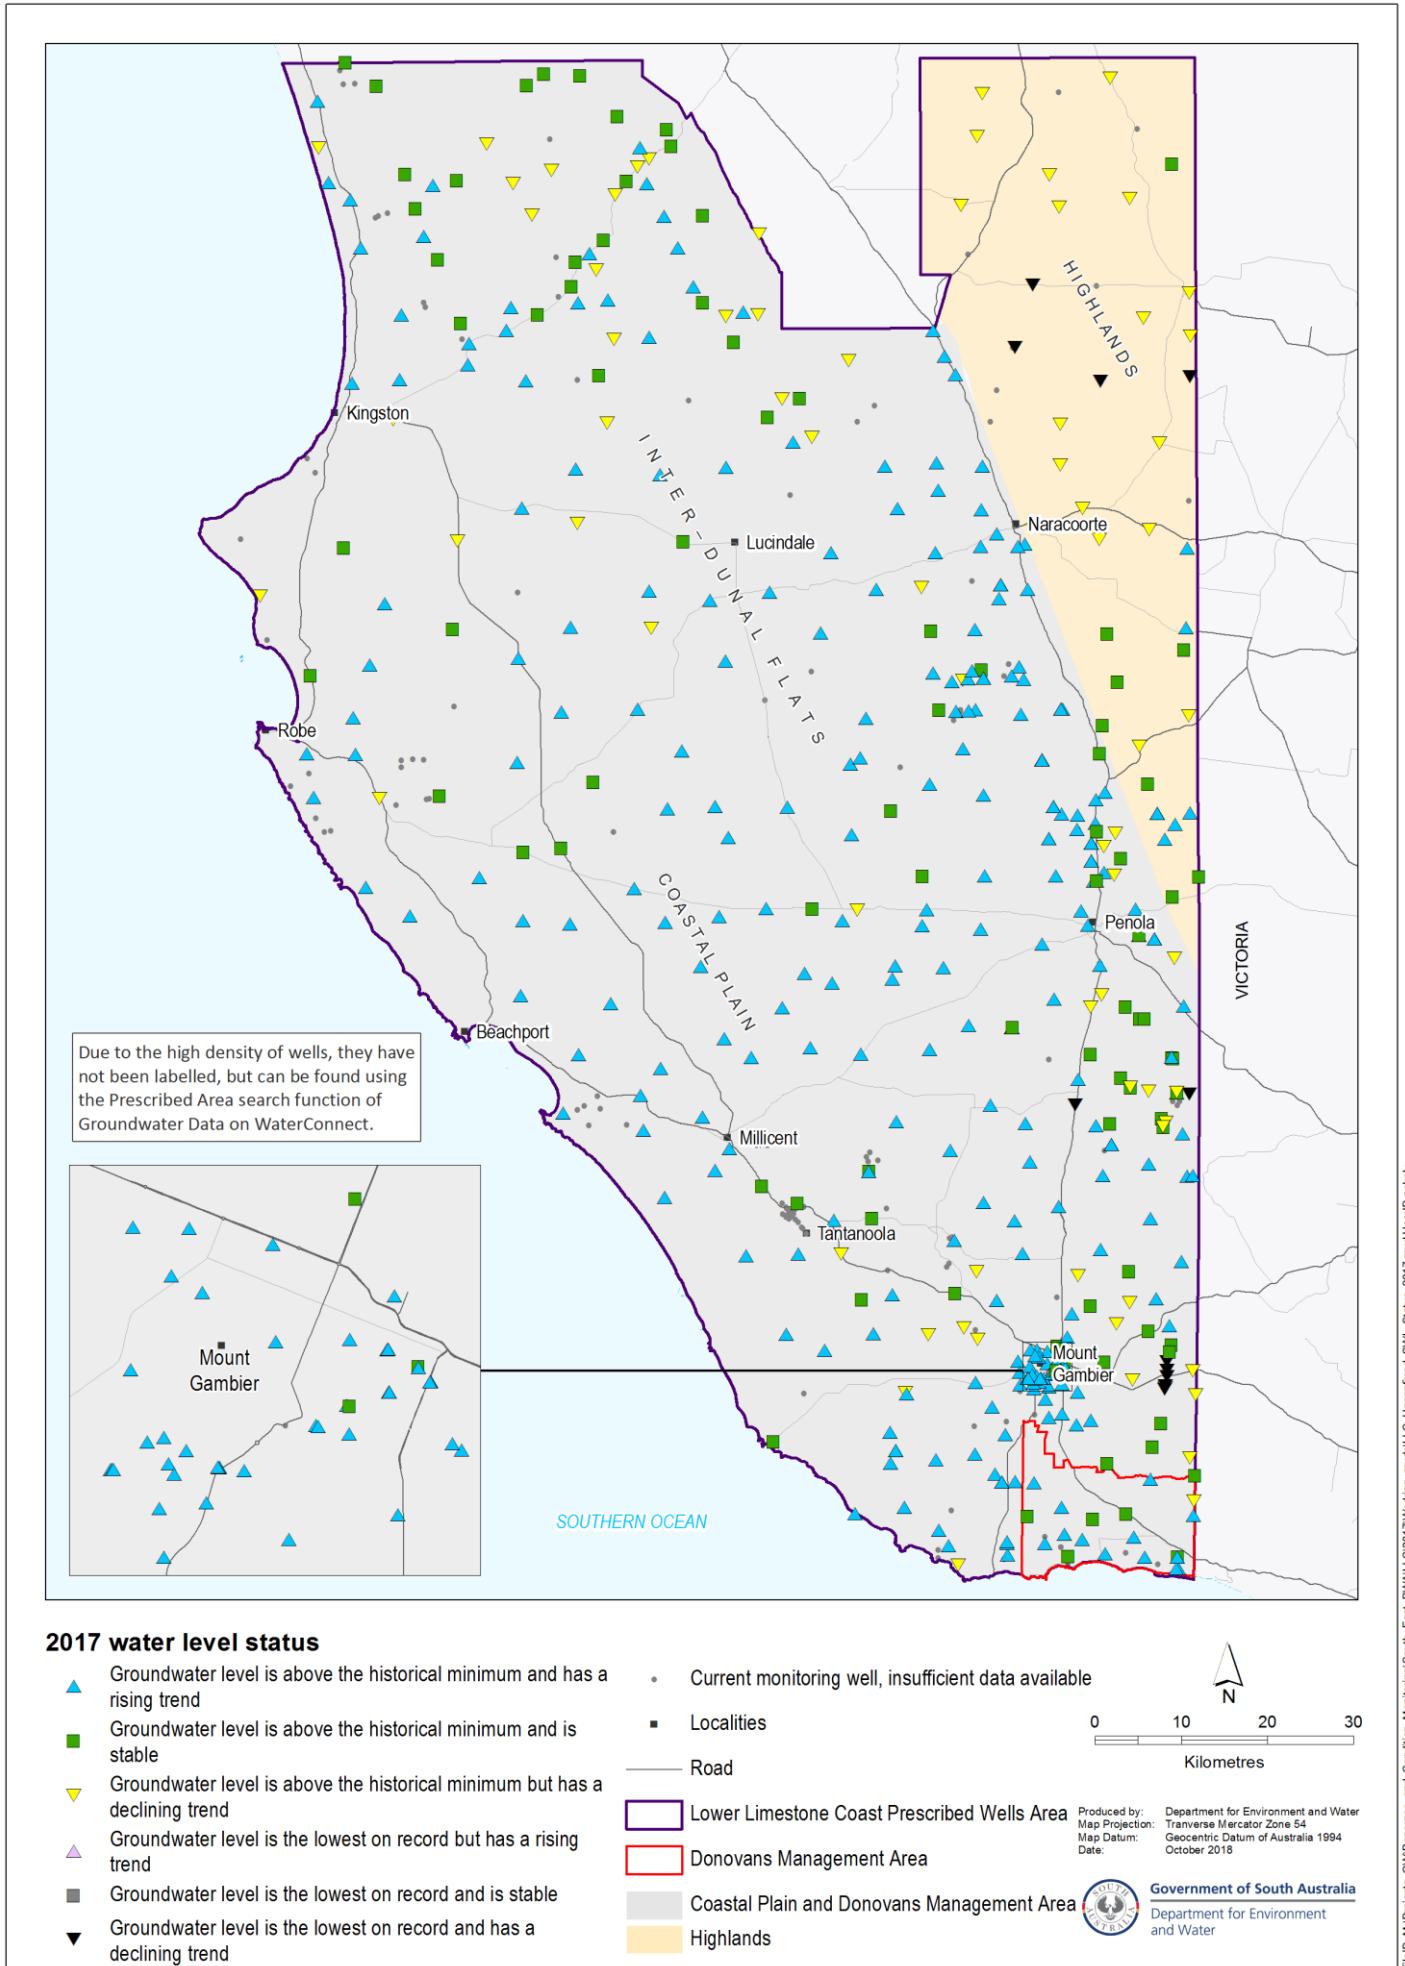 HIGHLANDS
Kingston
INTER-DUNAL FLATS
Naracoorte
Lucindale
Robe
COASTAL PLAIN
Penola
VICTORIA
Beachport
Due to the high density of wells, they have
not been labelled, but can be found using
the Prescribed Area search function of
Groundwater Data on WaterConnect.
Millicent
Tantanoola
Mount
Gambier
Mount
Gambier
SOUTHERN OCEAN
2017 water level status
Groundwater level is above the historical minimum and has a
rising trend
Groundwater level is above the historical minimum and is
stable
Groundwater level is above the historical minimum but has a
declining trend
Groundwater level is the lowest on record but has a rising
trend
Groundwater level is the lowest on record and is stable
Groundwater level is the lowest on record and has a
declining trend
Current monitoring well, insufficient data available
Localities
Road
Lower Limestone Coast Prescribed Wells Area
Donovans Management Area
Coastal Plain and Donovans Management Area
Highlands
N
0 10 20 30
Kilometres
Produced by: Department for Environment and Water
Map Projection: Tranverse Mercator Zone 54
Map Datum: Geocentric Datum of Australia 1994
Date: October 2018
SOUTH AUSTRALIA
Government of South Australia
Department for Environment
and Water